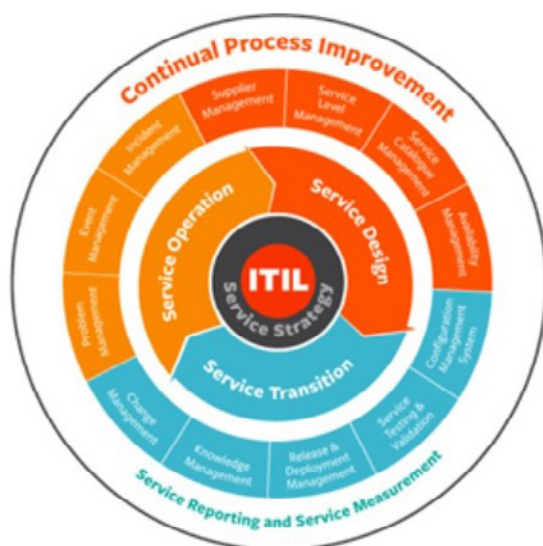 Continual Process Improvement
Supplier
Management
Service
Level
Management
Service
Catalogue
Management
Availability
Management
Configuration
Management
System
Service
Testing &
Validation
Release &
Deployment
Management
Knowledge
Management
Change
Management
Problem
Management
Event
Management
Incident
Management
Service Design
Service Transition
Service Operation
ITIL
Service Strategy
Service Reporting and Service Measurement